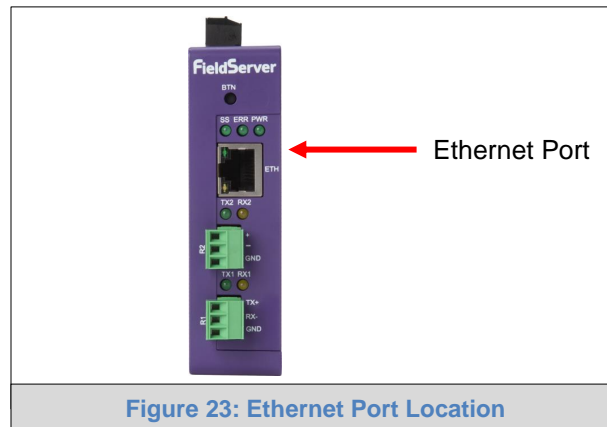 FieldServer
BTN
SS ERR PWR
Ethernet Port
ETH
TX2 RX2
R2
+
–
GND
TX1 RX1
R1
TX+
RX-
GND
Figure 23: Ethernet Port Location